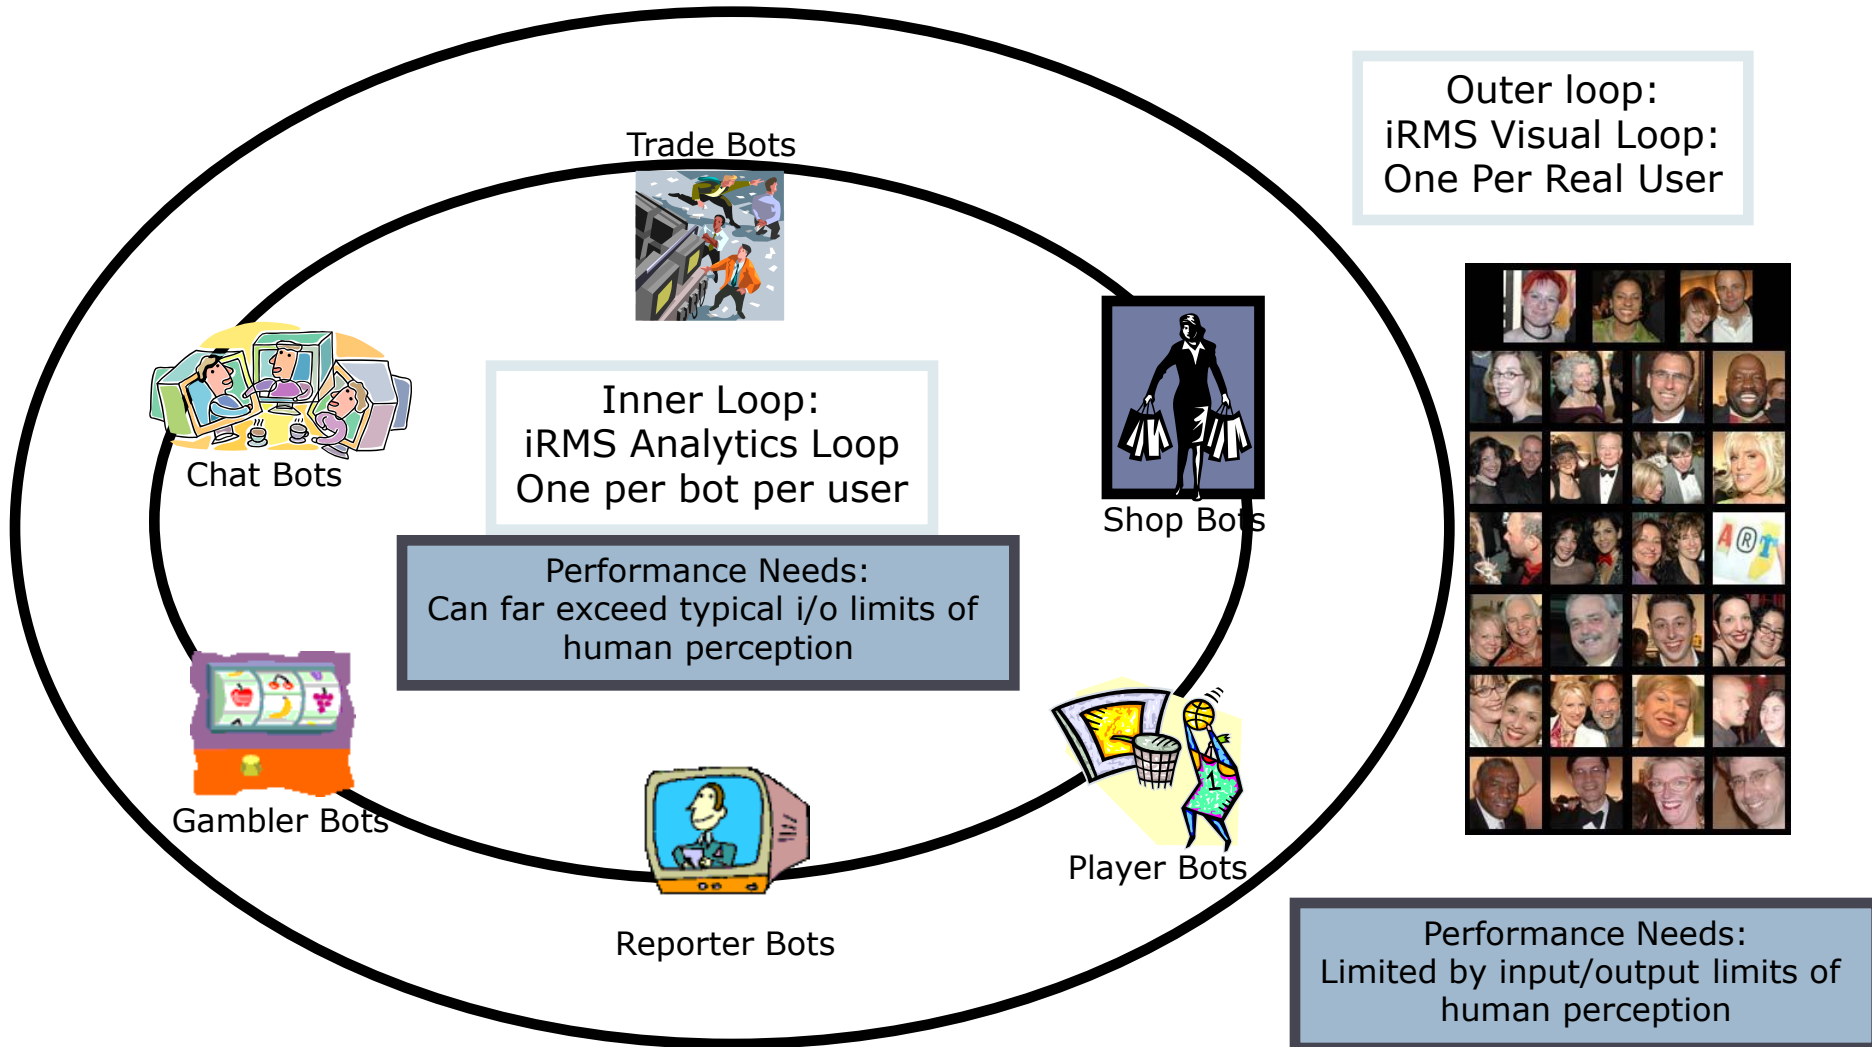 Outer loop:
iRMS Visual Loop:
One Per Real User
Trade Bots
Chat Bots
Inner Loop:
iRMS Analytics Loop
One per bot per user
Shop Bots
Performance Needs:
Can far exceed typical i/o limits of
human perception
ART
1
Gambler Bots
Player Bots
Reporter Bots
Performance Needs:
Limited by input/output limits of
human perception